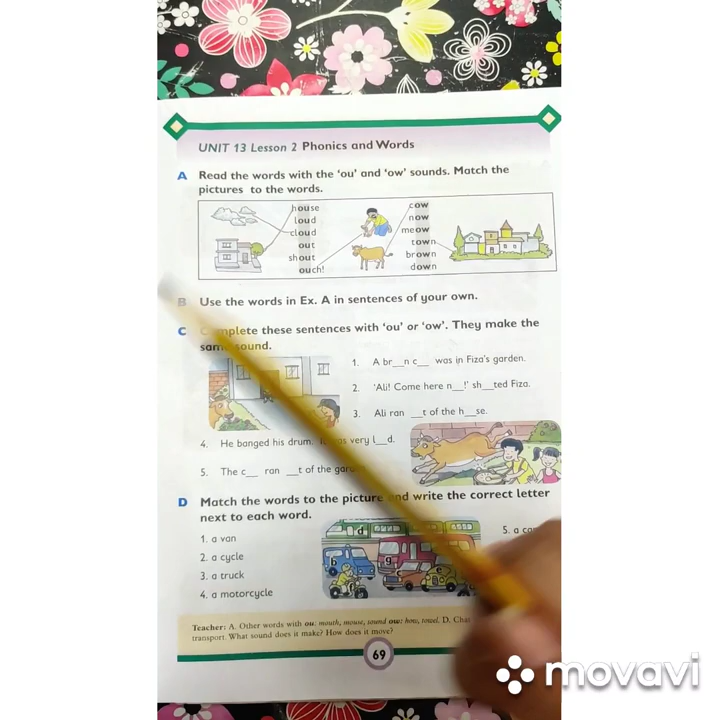 UNIT 13 Lesson 2 Phonics and Words
A Read the words with the 'ou' and 'ow' sounds. Match the
pictures to the words.
house
loud
cloud
out
shout
ouch!
cow
now
meow
town
brown
down
B Use the words in Ex. A in sentences of your own.
C Complete these sentences with 'ou' or 'ow'. They make the
same sound.
1. A br__n c__ was in Fiza's garden.
2. 'Ali! Come here n__!' sh__ted Fiza.
3. Ali ran __t of the h__se.
4. He banged his drum. It was very l__d.
5. The c__ ran __t of the garden.
D Match the words to the picture and write the correct letter
next to each word.
1. a van
2. a cycle
3. a truck
4. a motorcycle
5. a
d
b
g
f
e
Teacher: A. Other words with ou: mouth, mouse, sound ow: how, towel. D.
transport. What sound does it make? How does it move?
69
movavi